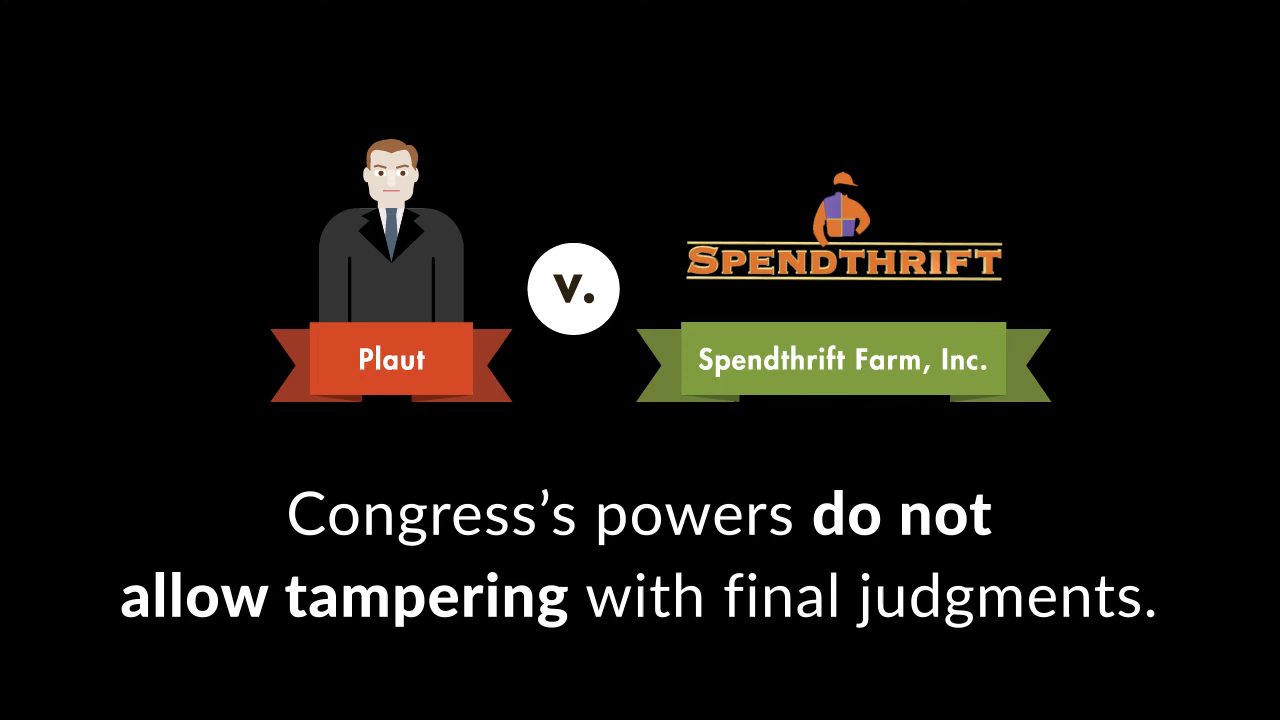 SPENDTHRIFT
v.
Plaut
Spendthrift Farm, Inc.
Congress’s powers do not
allow tampering with final judgments.